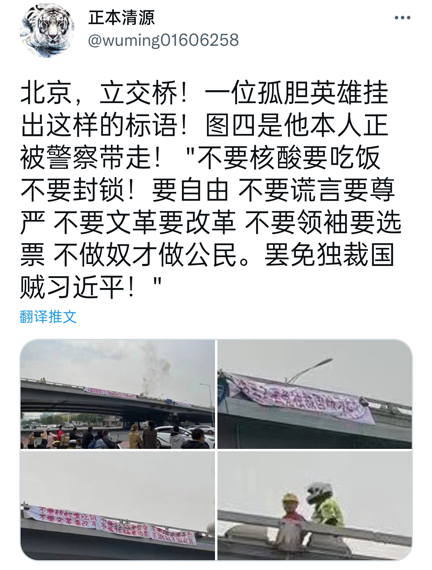 正本清源
@wuming01606258
北京，立交桥！一位孤胆英雄挂
出这样的标语！图四是他本人正
被警察带走！ "不要核酸要吃饭
不要封锁！要自由 不要谎言要尊
严 不要文革要改革 不要领袖要选
票 不做奴才做公民。罢免独裁国
贼习近平！"
翻译推文